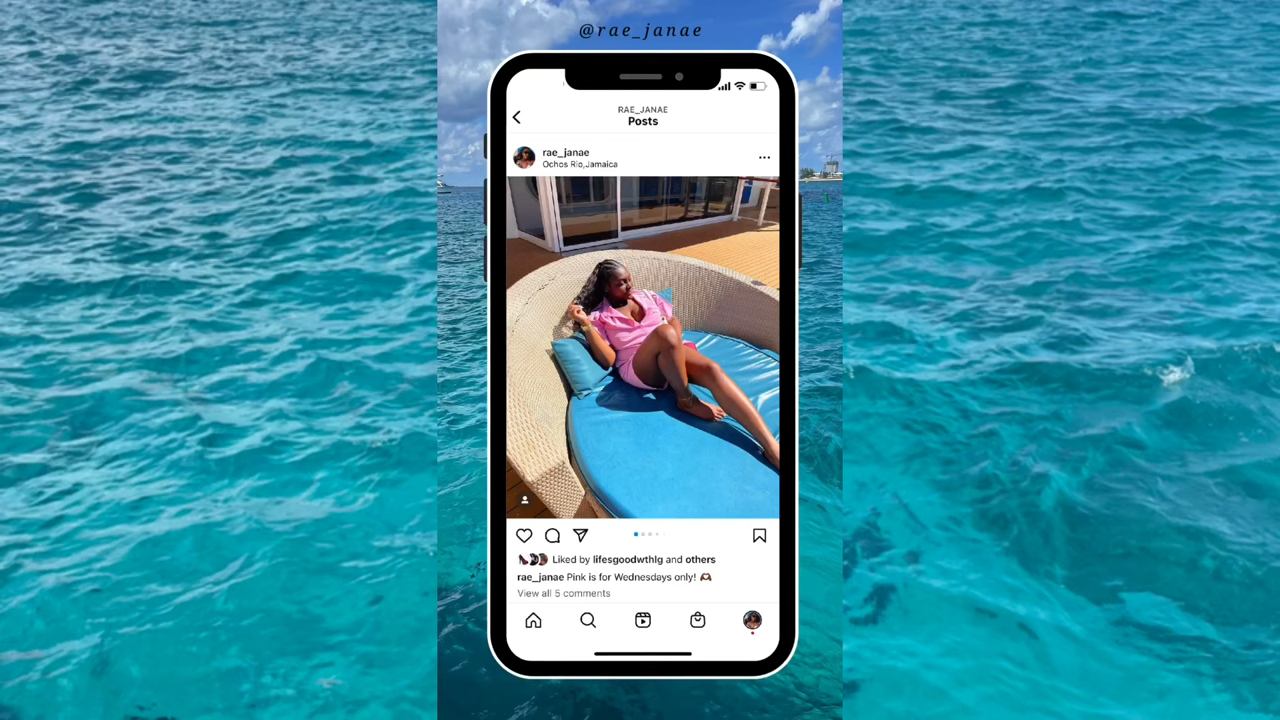 @rae_janae
RAE_JANAE
Posts
rae_janae
Ochos Rio,Jamaica
Liked by lifesgoodwthlg and others
rae_janae Pink is for Wednesdays only! 🫶🏾
View all 5 comments